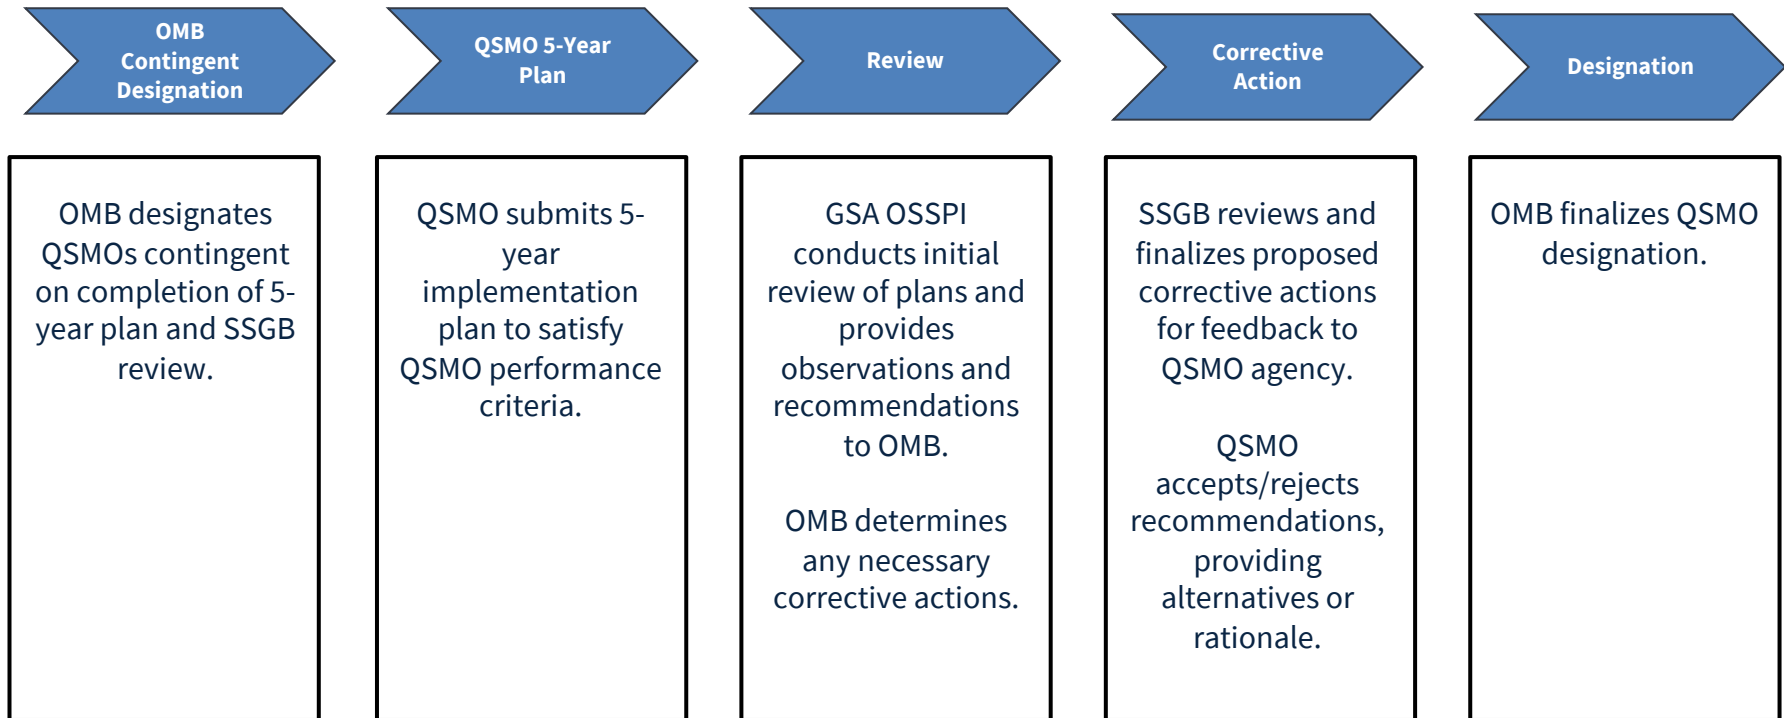 OMB
Contingent
Designation
QSMO 5-Year
Plan
Review
Corrective
Action
Designation
OMB designates
QSMOs contingent
on completion of 5-
year plan and SSGB
review.
QSMO submits 5-
year
implementation
plan to satisfy
QSMO performance
criteria.
GSA OSSPI
conducts initial
review of plans and
provides
observations and
recommendations
to OMB.
OMB determines
any necessary
corrective actions.
SSGB reviews and
finalizes proposed
corrective actions
for feedback to
QSMO agency.
QSMO
accepts/rejects
recommendations,
providing
alternatives or
rationale.
OMB finalizes QSMO
designation.